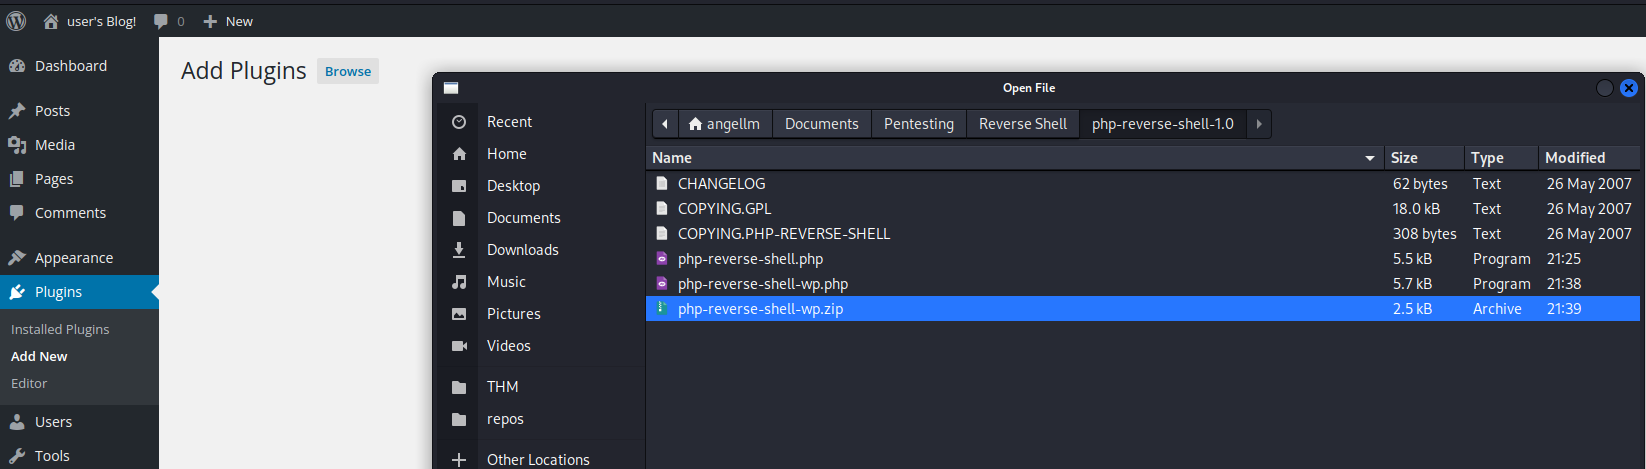 user's Blog! 0 New
Dashboard
Posts
Media
Pages
Comments
Appearance
Plugins
Installed Plugins
Add New
Editor
Users
Tools
Add Plugins Browse
Open File
Recent
Home
Desktop
Documents
Downloads
Music
Pictures
Videos
THM
repos
Other Locations
angellm Documents Pentesting Reverse Shell php-reverse-shell-1.0
Name Size Type Modified
CHANGELOG 62 bytes Text 26 May 2007
COPYING.GPL 18.0 kB Text 26 May 2007
COPYING.PHP-REVERSE-SHELL 308 bytes Text 26 May 2007
php-reverse-shell.php 5.5 kB Program 21:25
php-reverse-shell-wp.php 5.7 kB Program 21:38
php-reverse-shell-wp.zip 2.5 kB Archive 21:39